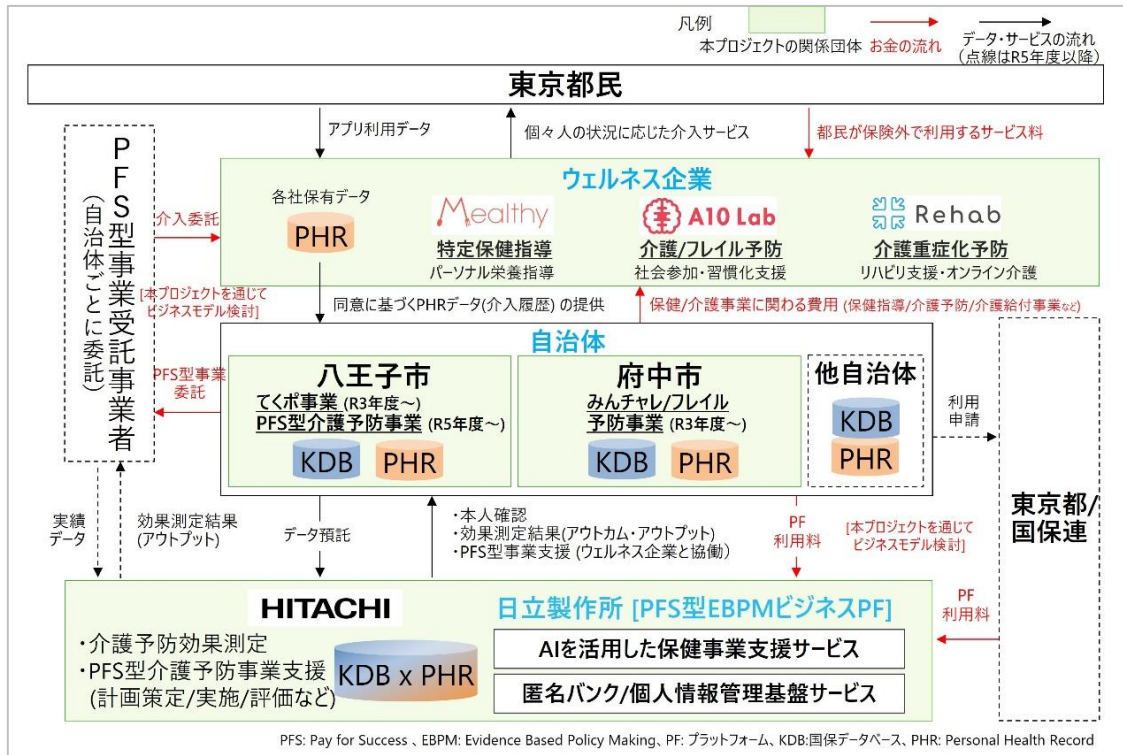 凡例
本プロジェクトの関係団体
お金の流れ
データ・サービスの流れ
(点線はR5年度以降)
東京都民
アプリ利用データ
個々人の状況に応じた介入サービス
都民が保険外で利用するサービス料
PFS型事業受託事業者
(自治体ごとに委託)
介入委託
[本プロジェクトを通じて
ビジネスモデル検討]
PFS型事業
委託
ウェルネス企業
各社保有データ
PHR
Mealthy
特定保健指導
パーソナル栄養指導
A10 Lab
介護/フレイル予防
社会参加・習慣化支援
Rehab
介護重症化予防
リハビリ支援・オンライン介護
同意に基づくPHRデータ(介入履歴) の提供
保健/介護事業に関わる費用 (保健指導/介護予防/介護給付事業など)
自治体
八王子市
てくポ事業 (R3年度~)
PFS型介護予防事業 (R5年度~)
KDB
PHR
府中市
みんチャレ/フレイル
予防事業 (R3年度~)
KDB
PHR
他自治体
KDB
PHR
利用
申請
東京都/
国保連
実績
データ
効果測定結果
(アウトプット)
データ預託
・本人確認
・効果測定結果(アウトカム・アウトプット)
・PFS型事業支援 (ウェルネス企業と協働)
PF
利用料
[本プロジェクトを通じて
ビジネスモデル検討]
PF
利用料
HITACHI
日立製作所 [PFS型EBPMビジネスPF]
・介護予防効果測定
・PFS型介護予防事業支援
(計画策定/実施/評価など)
KDB x PHR
AIを活用した保健事業支援サービス
匿名バンク/個人情報管理基盤サービス
PFS: Pay for Success 、EBPM: Evidence Based Policy Making、PF: プラットフォーム、KDB:国保データベース、PHR: Personal Health Record